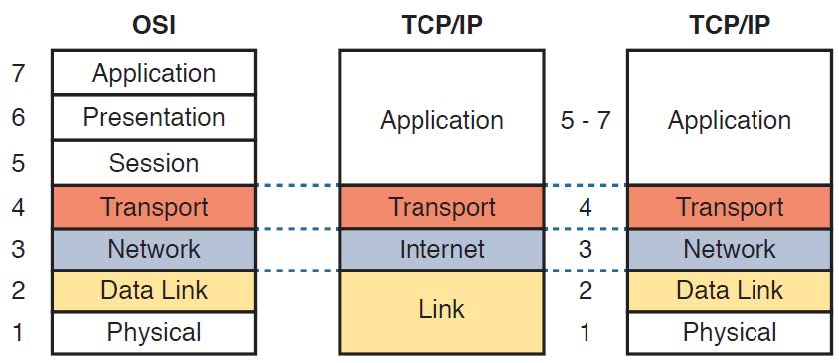 OSI TCP/IP TCP/IP
7 Application
6 Presentation Application 5 - 7 Application
5 Session
4 Transport Transport 4 Transport
3 Network Internet 3 Network
2 Data Link 2 Data Link
Link
1 Physical 1 Physical